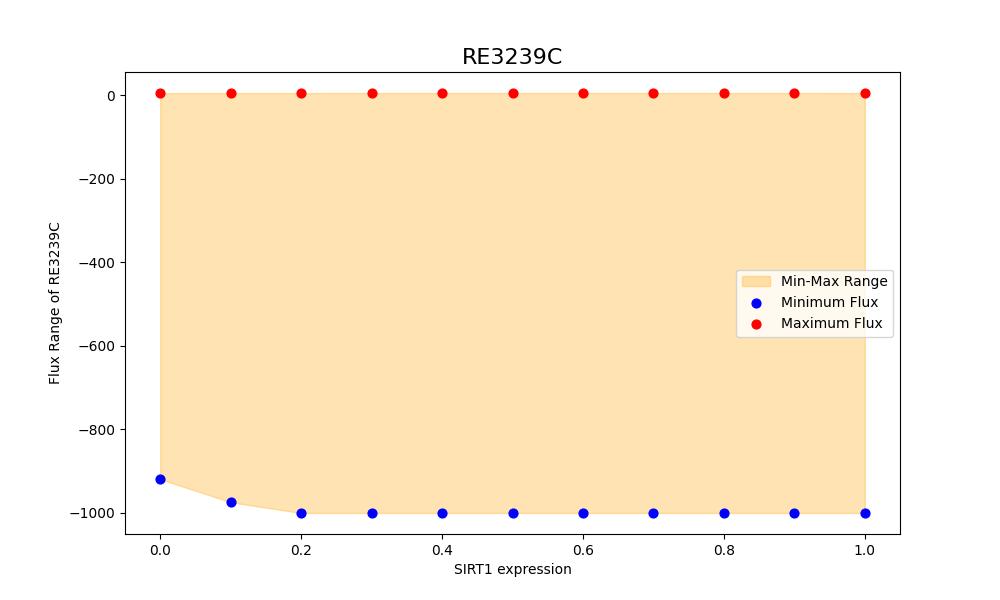 RE3239C
0
−200
−400
−600
−800
−1000
Flux Range of RE3239C
Min-Max Range
Minimum Flux
Maximum Flux
0.0 0.2 0.4 0.6 0.8 1.0
SIRT1 expression